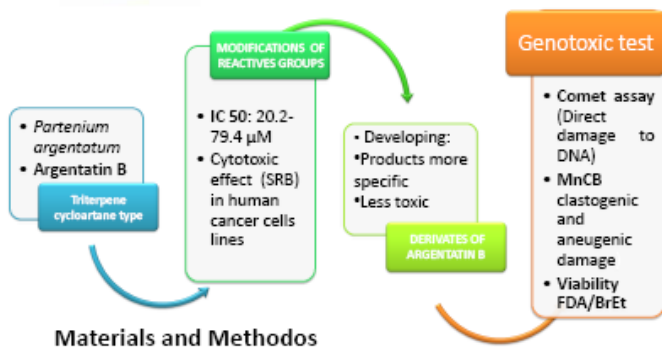 • Partenium
argentatum
• Argentatin B
Triterpene
cycloartane type
MODIFICATIONS OF
REACTIVES GROUPS
• IC 50: 20.2-
79.4 µM
• Cytotoxic
effect (SRB)
in human
cancer cells
lines
• Developing:
•Products more
specific
•Less toxic
DERIVATES OF
ARGENTATIN B
Genotoxic test
• Comet assay
(Direct
damage to
DNA)
• MnCB
clastogenic
and
aneugenic
damage
• Viability
FDA/BrEt
Materials and Methodos